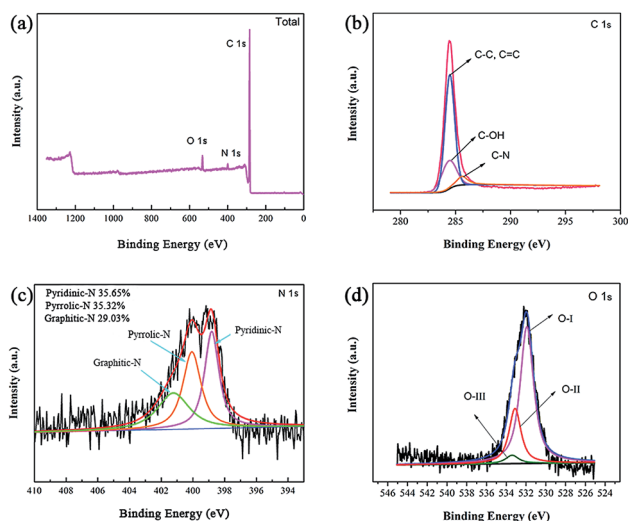 (a)
Total
C 1s
O 1s
N 1s
Intensity (a.u.)
1400 1200 1000 800 600 400 200 0
Binding Energy (eV)
(b)
C 1s
C-C, C=C
C-OH
C-N
Intensity (a.u.)
280 285 290 295 300
Binding Energy (eV)
(c)
Pyridinic-N 35.65%
Pyrrolic-N 35.32%
Graphitic-N 29.03%
N 1s
Pyrrolic-N
Pyridinic-N
Graphitic-N
Intensity (a.u.)
410 408 406 404 402 400 398 396 394
Binding Energy (eV)
(d)
O 1s
O-I
O-II
O-III
Intensity (a.u.)
546 544 542 540 538 536 534 532 530 528 526 524
Binding Energy (eV)